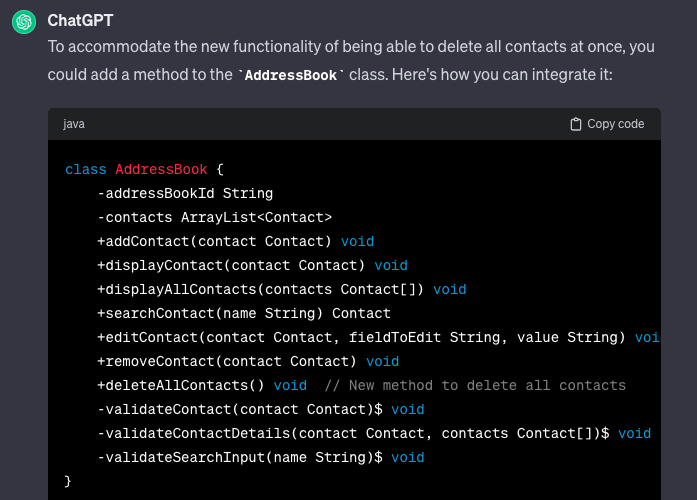 ChatGPT
To accommodate the new functionality of being able to delete all contacts at once, you
could add a method to the `AddressBook` class. Here's how you can integrate it:
java
Copy code
class AddressBook {
    -addressBookId String
    -contacts ArrayList<Contact>
    +addContact(contact Contact) void
    +displayContact(contact Contact) void
    +displayAllContacts(contacts Contact[]) void
    +searchContact(name String) Contact
    +editContact(contact Contact, fieldToEdit String, value String) voi
    +removeContact(contact Contact) void
    +deleteAllContacts() void  // New method to delete all contacts
    -validateContact(contact Contact)$ void
    -validateContactDetails(contact Contact, contacts Contact[])$ void
    -validateSearchInput(name String)$ void
}